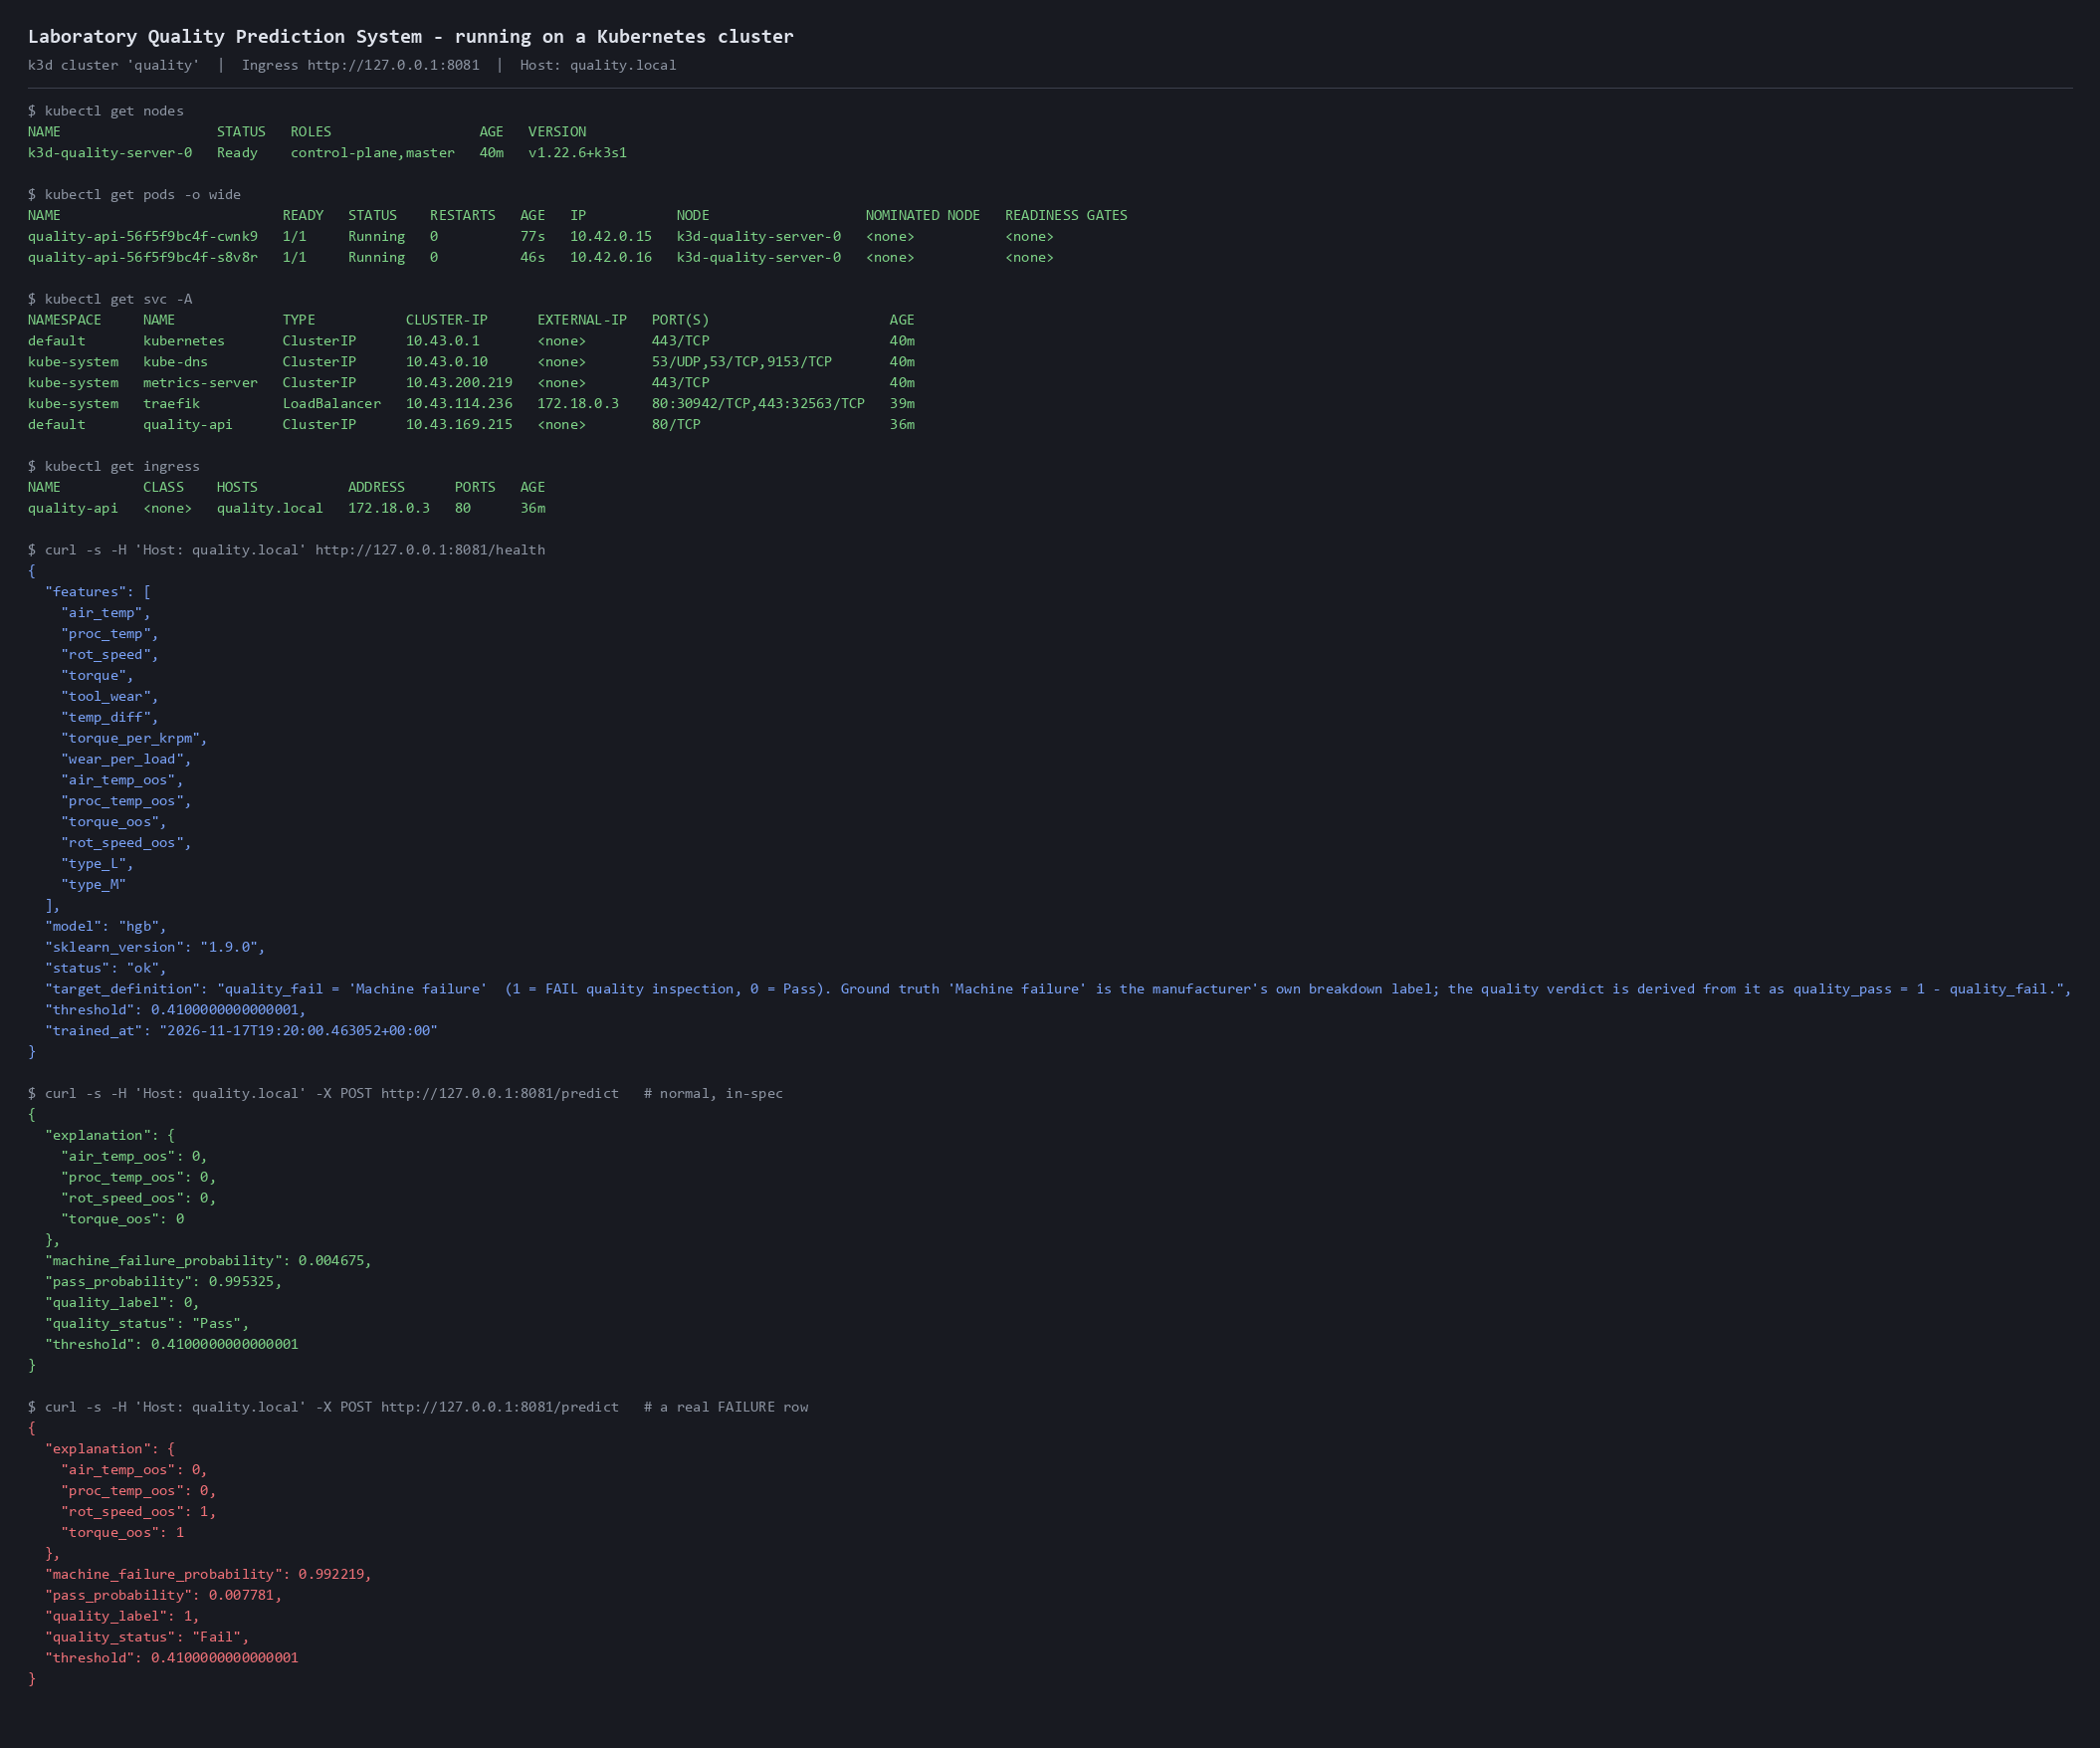 Laboratory Quality Prediction System - running on a Kubernetes cluster
k3d cluster 'quality'  |  Ingress http://127.0.0.1:8081  |  Host: quality.local
$ kubectl get nodes
NAME                   STATUS   ROLES                  AGE   VERSION
k3d-quality-server-0   Ready    control-plane,master   40m   v1.22.6+k3s1
$ kubectl get pods -o wide
NAME                           READY   STATUS    RESTARTS   AGE   IP           NODE                   NOMINATED NODE   READINESS GATES
quality-api-56f5f9bc4f-cwnk9   1/1     Running   0          77s   10.42.0.15   k3d-quality-server-0   <none>           <none>
quality-api-56f5f9bc4f-s8v8r   1/1     Running   0          46s   10.42.0.16   k3d-quality-server-0   <none>           <none>
$ kubectl get svc -A
NAMESPACE     NAME             TYPE           CLUSTER-IP      EXTERNAL-IP   PORT(S)                      AGE
default       kubernetes       ClusterIP      10.43.0.1       <none>        443/TCP                      40m
kube-system   kube-dns         ClusterIP      10.43.0.10      <none>        53/UDP,53/TCP,9153/TCP       40m
kube-system   metrics-server   ClusterIP      10.43.200.219   <none>        443/TCP                      40m
kube-system   traefik          LoadBalancer   10.43.114.236   172.18.0.3    80:30942/TCP,443:32563/TCP   39m
default       quality-api      ClusterIP      10.43.169.215   <none>        80/TCP                       36m
$ kubectl get ingress
NAME          CLASS    HOSTS           ADDRESS      PORTS   AGE
quality-api   <none>   quality.local   172.18.0.3   80      36m
$ curl -s -H 'Host: quality.local' http://127.0.0.1:8081/health
{
  "features": [
    "air_temp",
    "proc_temp",
    "rot_speed",
    "torque",
    "tool_wear",
    "temp_diff",
    "torque_per_krpm",
    "wear_per_load",
    "air_temp_oos",
    "proc_temp_oos",
    "torque_oos",
    "rot_speed_oos",
    "type_L",
    "type_M"
  ],
  "model": "hgb",
  "sklearn_version": "1.9.0",
  "status": "ok",
  "target_definition": "quality_fail = 'Machine failure'  (1 = FAIL quality inspection, 0 = Pass). Ground truth 'Machine failure' is the manufacturer's own breakdown label; the quality verdict is derived from it as quality_pass = 1 - quality_fail.",
  "threshold": 0.4100000000000001,
  "trained_at": "2026-11-17T19:20:00.463052+00:00"
}
$ curl -s -H 'Host: quality.local' -X POST http://127.0.0.1:8081/predict   # normal, in-spec
{
  "explanation": {
    "air_temp_oos": 0,
    "proc_temp_oos": 0,
    "rot_speed_oos": 0,
    "torque_oos": 0
  },
  "machine_failure_probability": 0.004675,
  "pass_probability": 0.995325,
  "quality_label": 0,
  "quality_status": "Pass",
  "threshold": 0.4100000000000001
}
$ curl -s -H 'Host: quality.local' -X POST http://127.0.0.1:8081/predict   # a real FAILURE row
{
  "explanation": {
    "air_temp_oos": 0,
    "proc_temp_oos": 0,
    "rot_speed_oos": 1,
    "torque_oos": 1
  },
  "machine_failure_probability": 0.992219,
  "pass_probability": 0.007781,
  "quality_label": 1,
  "quality_status": "Fail",
  "threshold": 0.4100000000000001
}